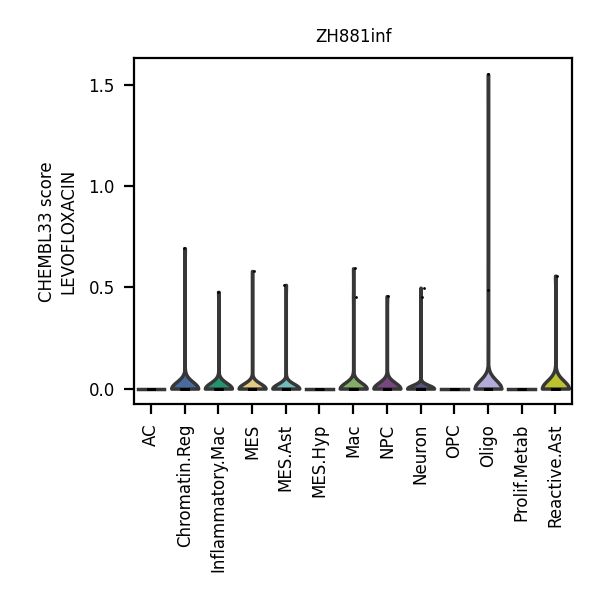 ZH881inf
CHEMBL33 score
LEVOFLOXACIN
1.5
1.0
0.5
0.0
AC
Chromatin.Reg
Inflammatory.Mac
MES
MES.Ast
MES.Hyp
Mac
NPC
Neuron
OPC
Oligo
Prolif.Metab
Reactive.Ast